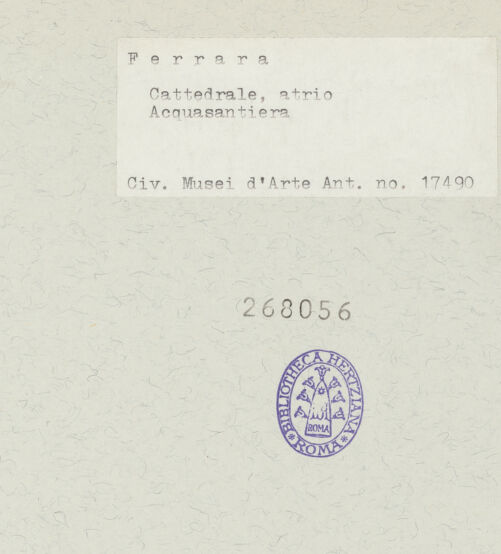 F e r r a r a
Cattedrale, atrio
Acquasantiera
Civ. Musei d'Arte Ant. no. 17490
268056
BIBLIOTHECA HERTZIANA
ROMA
* ROMA *